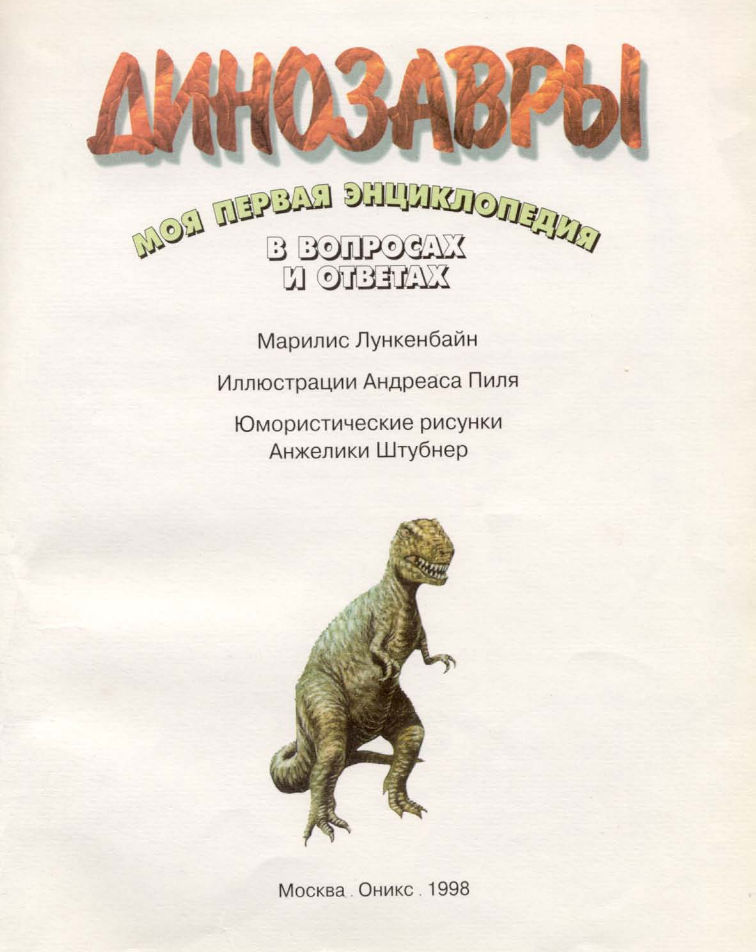 ДИНОЗАВРЫ
МОЯ ПЕРВАЯ ЭНЦИКЛОПЕДИЯ
В ВОПРОСАХ
И ОТВЕТАХ
Марилис Лункенбайн
Иллюстрации Андреаса Пиля
Юмористические рисунки
Анжелики Штубнер
Москва . Оникс . 1998